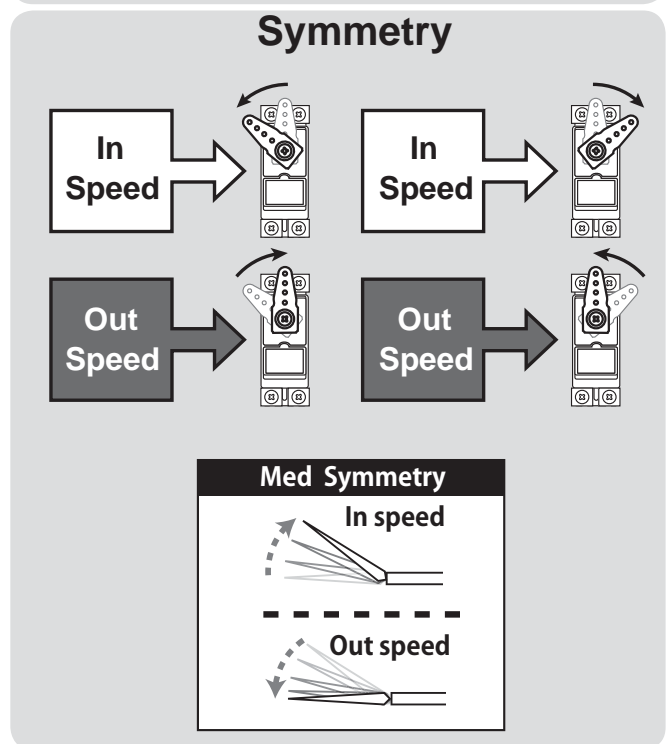 Symmetry
In
Speed
In
Speed
Out
Speed
Out
Speed
Med Symmetry
In speed
Out speed